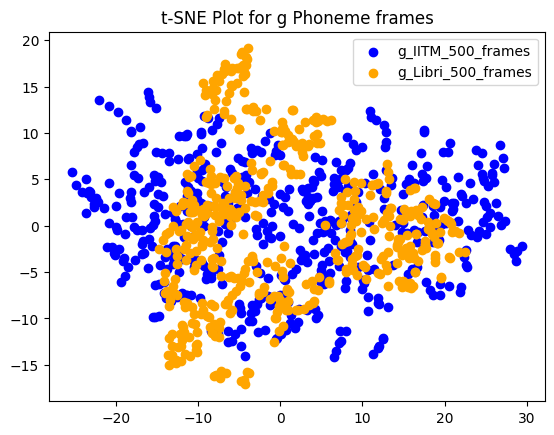 t-SNE Plot for g Phoneme frames
g_IITM_500_frames
g_Libri_500_frames
20
15
10
5
0
−5
−10
−15
−20 −10 0 10 20 30